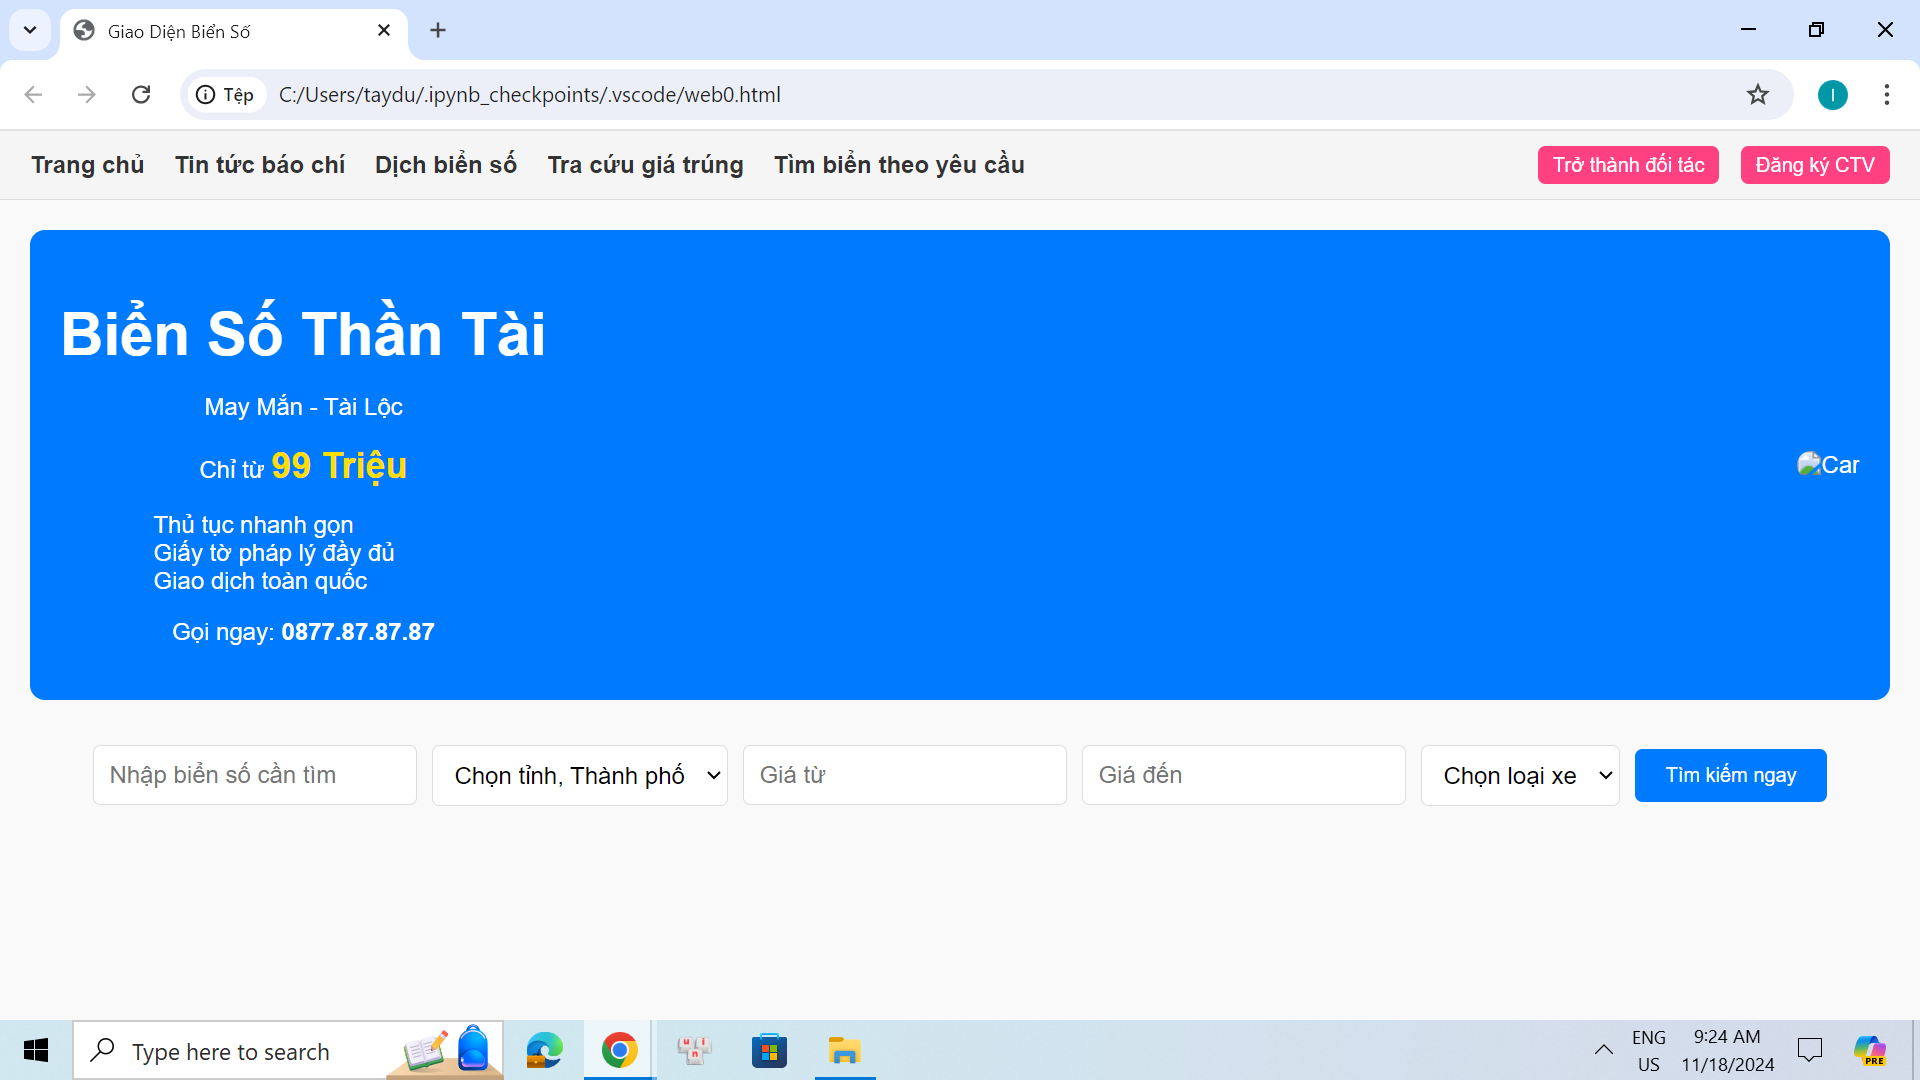 Giao Diện Biển Số
Tệp
C:/Users/taydu/.ipynb_checkpoints/.vscode/web0.html
I
Trang chủ Tin tức báo chí Dịch biển số Tra cứu giá trúng Tìm biển theo yêu cầu Trở thành đối tác Đăng ký CTV
Biển Số Thần Tài
May Mắn - Tài Lộc
Chỉ từ 99 Triệu
Car
Thủ tục nhanh gọn
Giấy tờ pháp lý đầy đủ
Giao dịch toàn quốc
Gọi ngay: 0877.87.87.87
Nhập biển số cần tìm Chọn tỉnh, Thành phố Giá từ Giá đến Chọn loại xe Tìm kiếm ngay
Type here to search
uni
ENG
US
9:24 AM
11/18/2024
PRE